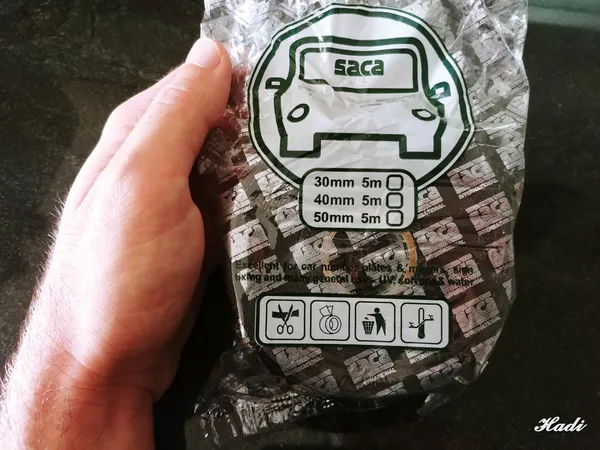 saca
30mm 5m
40mm 5m
50mm 5m
Excellent for car number plates & mirrors, sign
fixing and many general uses, UV, solvent & water
Hadi